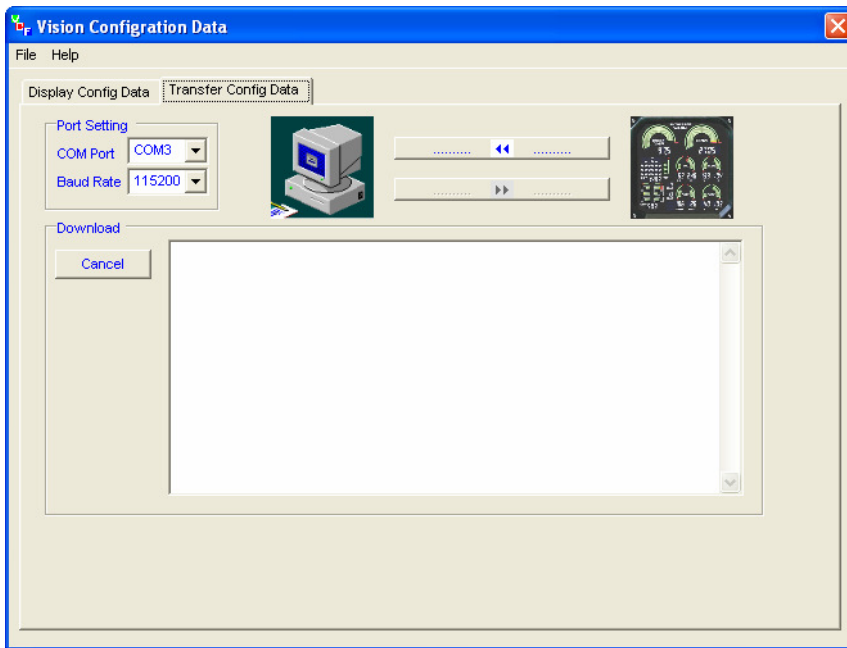 Vision Configration Data
File Help
Display Config Data Transfer Config Data
Port Setting
COM Port COM3
Baud Rate 115200
.......... ..........
.......... ..........
Download
Cancel